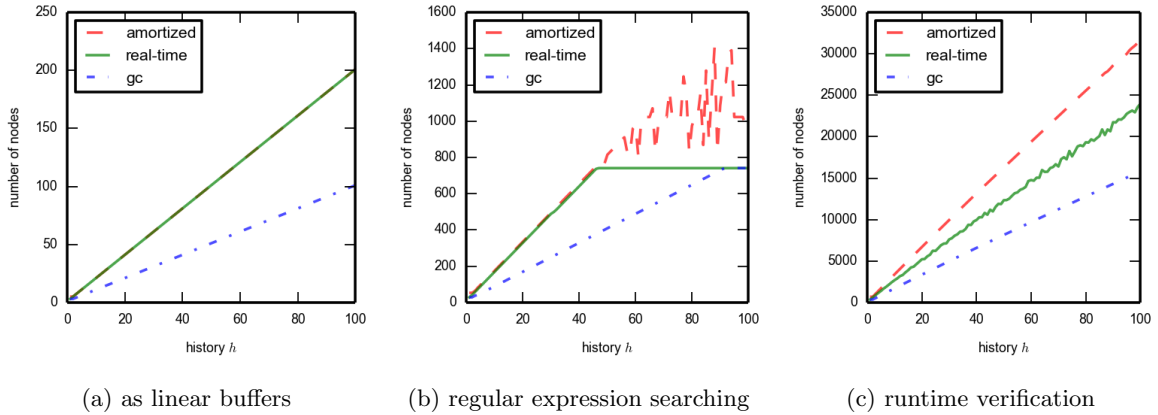 250
200
150
100
50
0
number of nodes
amortized
real-time
gc
0 20 40 60 80 100
history h
(a) as linear buffers
1600
1400
1200
1000
800
600
400
200
0
number of nodes
amortized
real-time
gc
0 20 40 60 80 100
history h
(b) regular expression searching
35000
30000
25000
20000
15000
10000
5000
0
number of nodes
amortized
real-time
gc
0 20 40 60 80 100
history h
(c) runtime verification